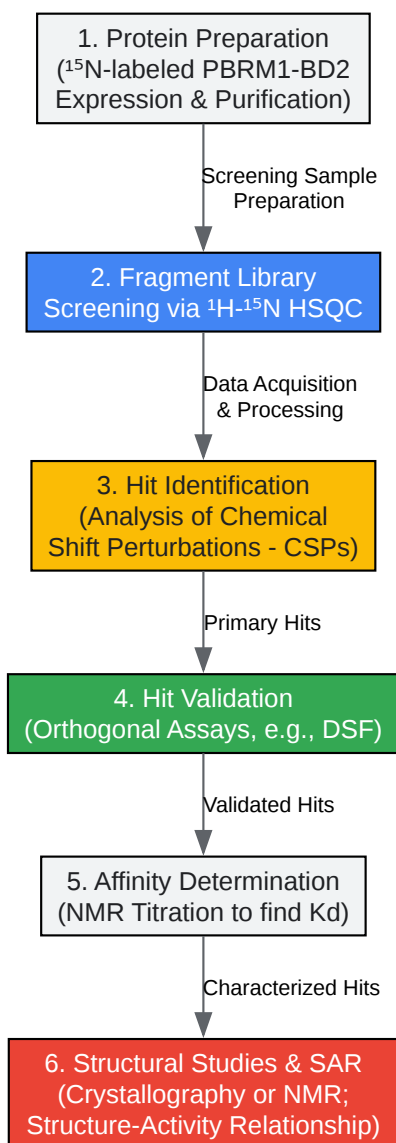 1. Protein Preparation
(¹⁵N-labeled PBRM1-BD2
Expression & Purification)
Screening Sample
Preparation
2. Fragment Library
Screening via ¹H-¹⁵N HSQC
Data Acquisition
& Processing
3. Hit Identification
(Analysis of Chemical
Shift Perturbations - CSPs)
Primary Hits
4. Hit Validation
(Orthogonal Assays, e.g., DSF)
Validated Hits
5. Affinity Determination
(NMR Titration to find Kd)
Characterized Hits
6. Structural Studies & SAR
(Crystallography or NMR;
Structure-Activity Relationship)